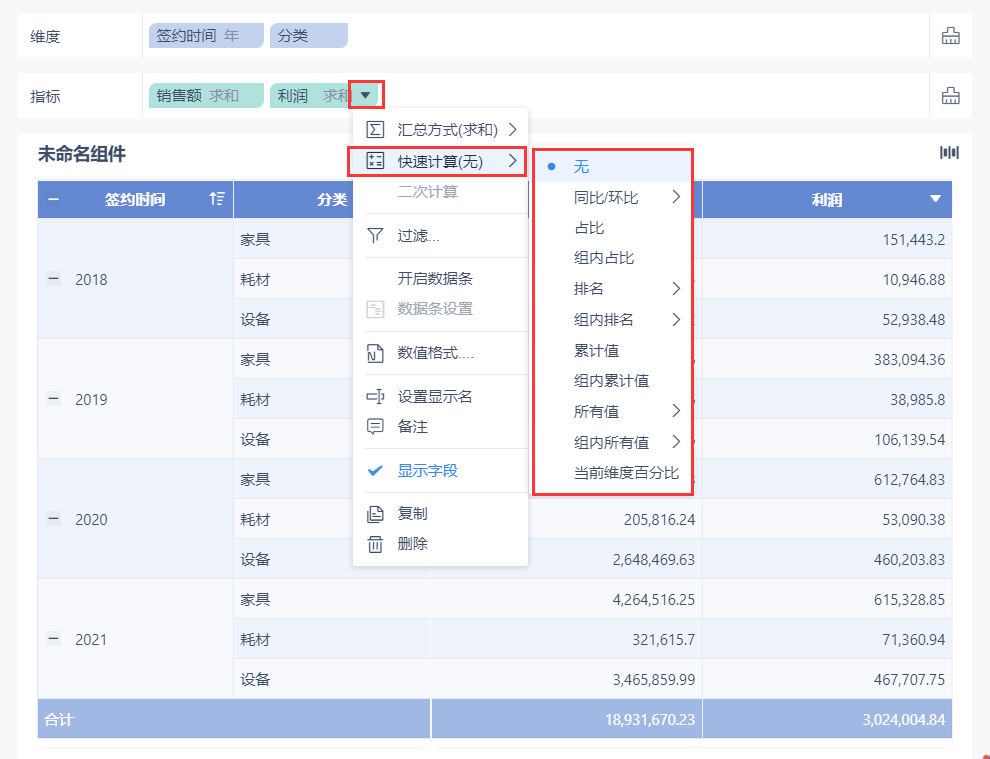 维度
签约时间 年
分类
指标
销售额 求和
利润 求和
未命名组件
签约时间
分类
利润
汇总方式(求和)
快速计算(无)
二次计算
过滤...
开启数据条
数据条设置
数值格式....
设置显示名
备注
显示字段
复制
删除
无
同比/环比
占比
组内占比
排名
组内排名
累计值
组内累计值
所有值
组内所有值
当前维度百分比
2018
家具
151,443.2
耗材
10,946.88
设备
52,938.48
2019
家具
383,094.36
耗材
38,985.8
设备
106,139.54
2020
家具
612,764.83
耗材
205,816.24
53,090.38
设备
2,648,469.63
460,203.83
2021
家具
4,264,516.25
615,328.85
耗材
321,615.7
71,360.94
设备
3,465,859.99
467,707.75
合计
18,931,670.23
3,024,004.84